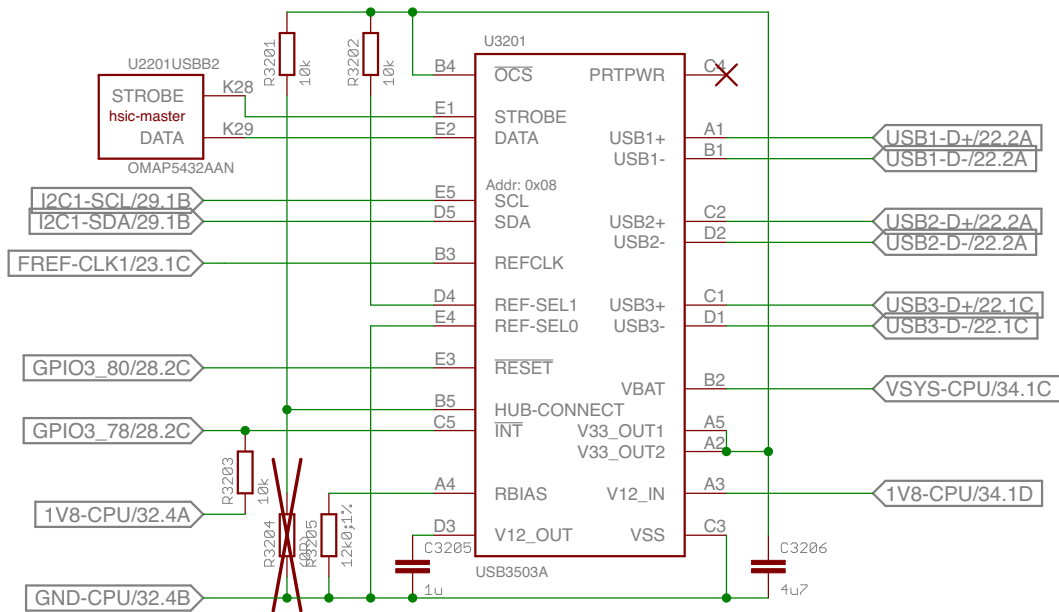 U3201
R3201
10k
R3202
10k
U2201USBB2
STROBE
hsic-master
DATA
K28
K29
OMAP5432AAN
B4
OCS
PRTPWR
C4
E1
STROBE
E2
DATA
USB1+
A1
USB1-D+/22.2A
USB1-
B1
USB1-D-/22.2A
Addr: 0x08
I2C1-SCL/29.1B
E5
SCL
I2C1-SDA/29.1B
D5
SDA
USB2+
C2
USB2-D+/22.2A
USB2-
D2
USB2-D-/22.2A
FREF-CLK1/23.1C
B3
REFCLK
D4
REF-SEL1
E4
REF-SEL0
USB3+
C1
USB3-D+/22.1C
USB3-
D1
USB3-D-/22.1C
GPIO3_80/28.2C
E3
RESET
VBAT
B2
VSYS-CPU/34.1C
B5
HUB-CONNECT
GPIO3_78/28.2C
C5
INT
V33_OUT1
A5
V33_OUT2
A2
R3203
10k
1V8-CPU/32.4A
A4
RBIAS
V12_IN
A3
1V8-CPU/34.1D
R3204
(0R)
R3205
12k0;1%
D3
V12_OUT
VSS
C3
C3205
1u
C3206
4u7
USB3503A
GND-CPU/32.4B